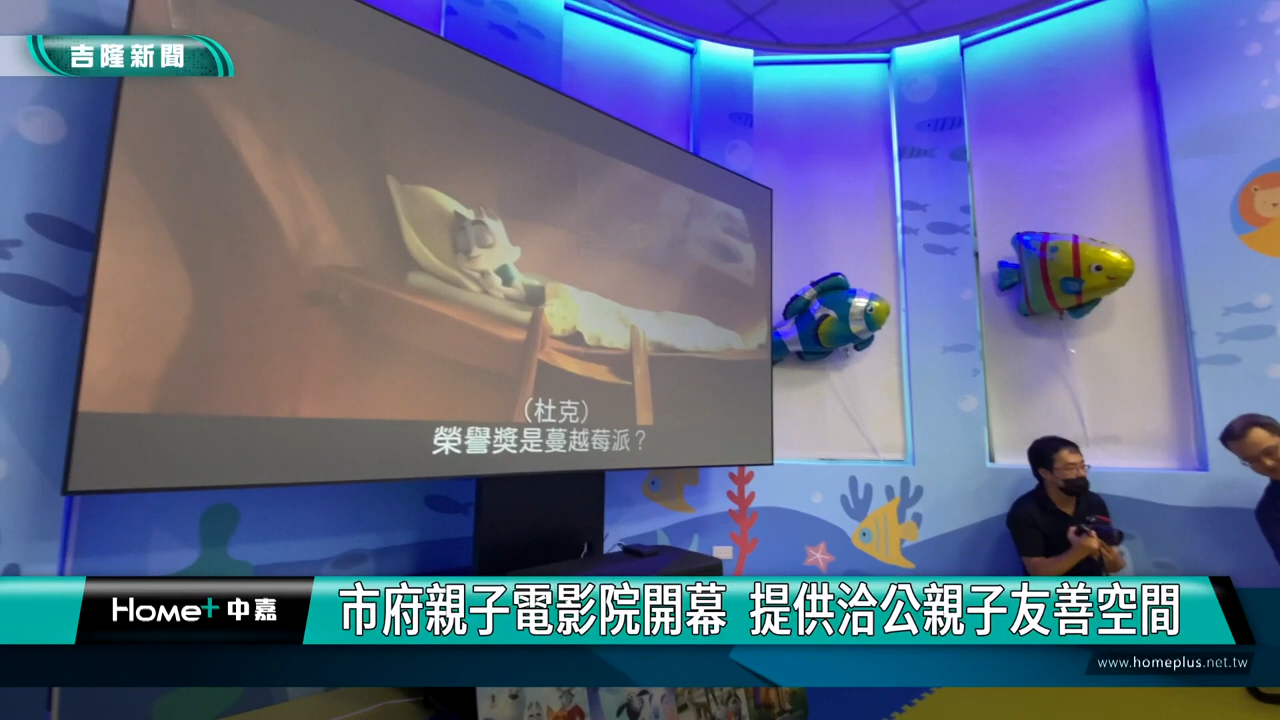 吉隆新聞
(杜克)
榮譽獎是蔓越莓派？
Home+ 中嘉
市府親子電影院開幕 提供洽公親子友善空間
www.homeplus.net.tw